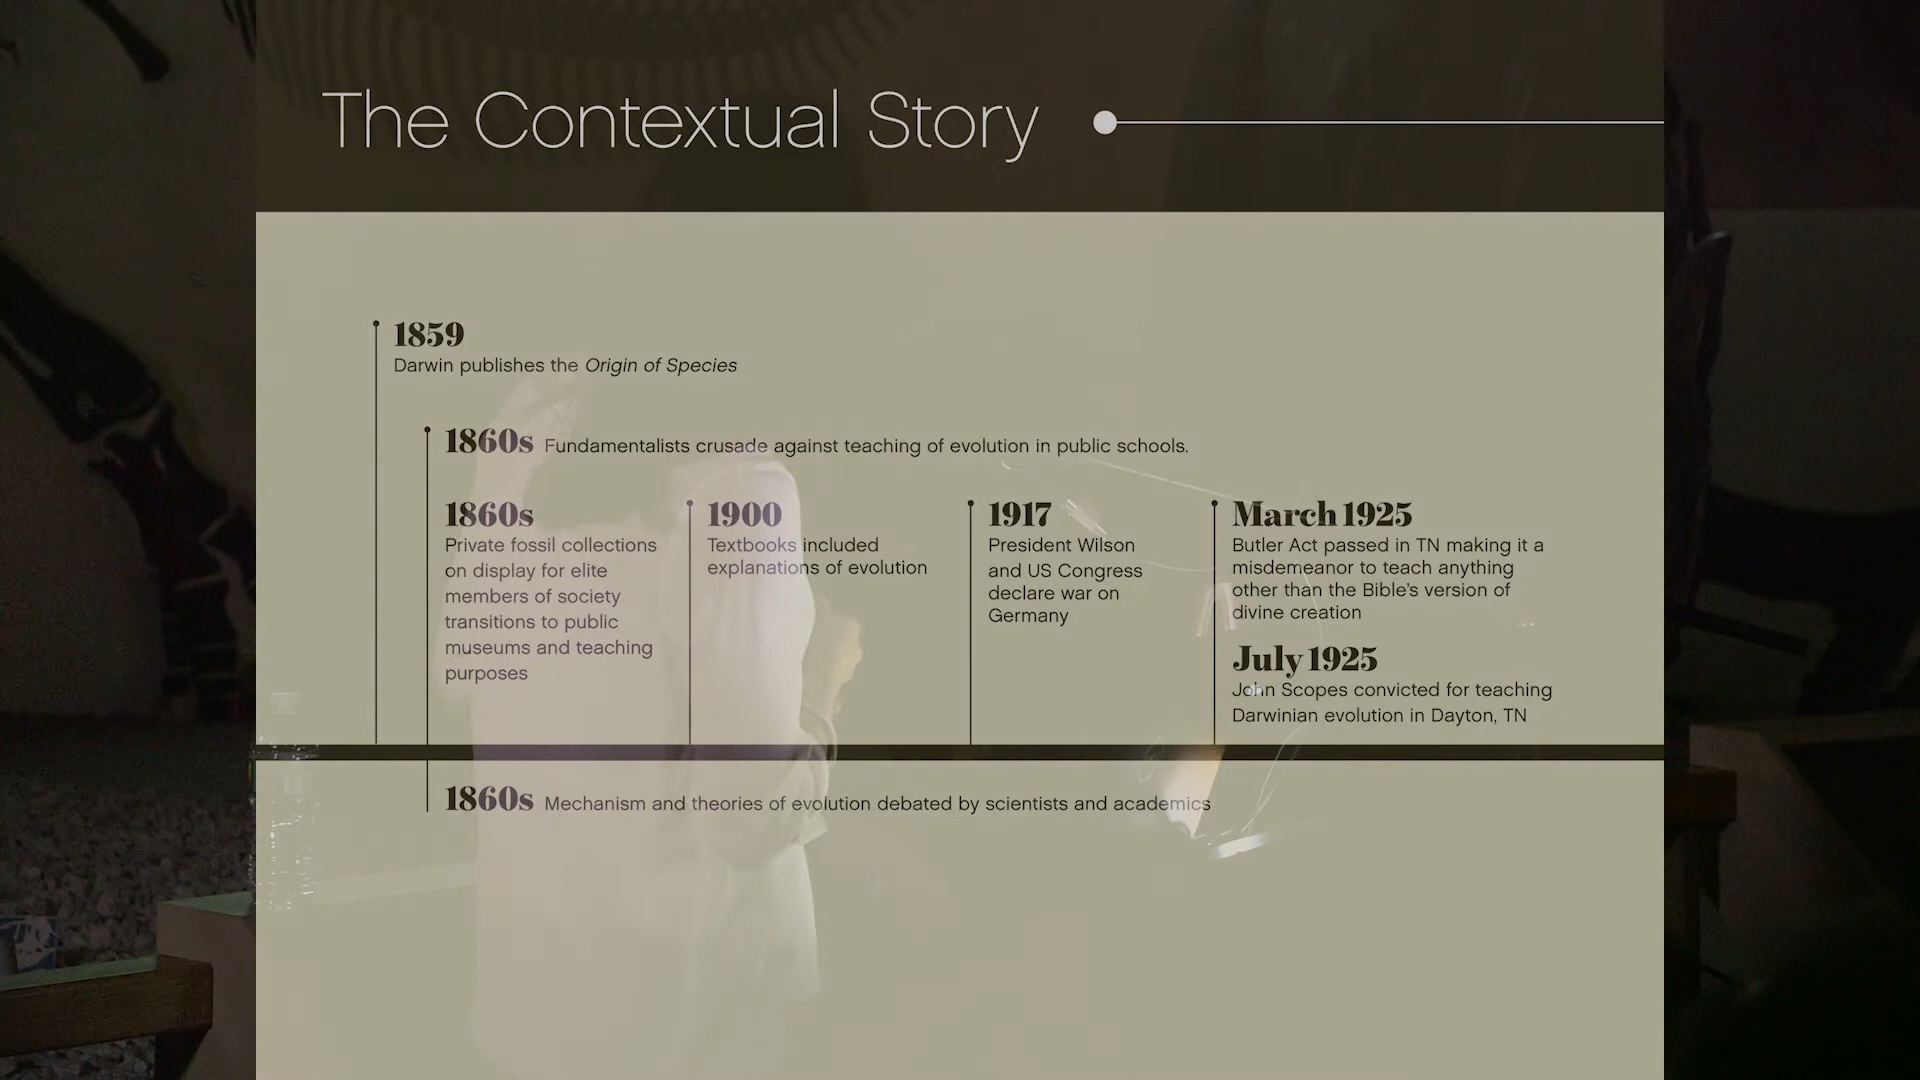 The Contextual Story
1859
Darwin publishes the Origin of Species
1860s Fundamentalists crusade against teaching of evolution in public schools.
1860s
Private fossil collections
on display for elite
members of society
transitions to public
museums and teaching
purposes
1900
Textbooks included
explanations of evolution
1917
President Wilson
and US Congress
declare war on
Germany
March 1925
Butler Act passed in TN making it a
misdemeanor to teach anything
other than the Bible's version of
divine creation
July 1925
John Scopes convicted for teaching
Darwinian evolution in Dayton, TN
1860s Mechanism and theories of evolution debated by scientists and academics